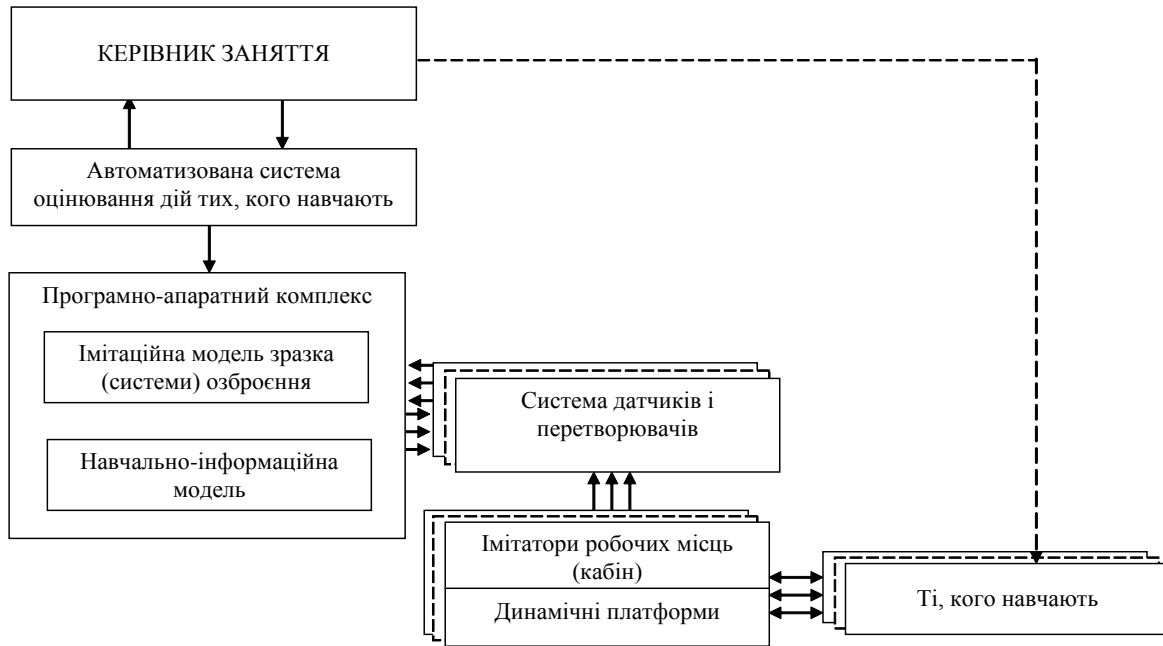 КЕРІВНИК ЗАНЯТТЯ
Автоматизована система
оцінювання дій тих, кого навчають
Програмно-апаратний комплекс
Імітаційна модель зразка
(системи) озброєння
Навчально-інформаційна
модель
Система датчиків і
перетворювачів
Імітатори робочих місць
(кабін)
Динамічні платформи
Ті, кого навчають